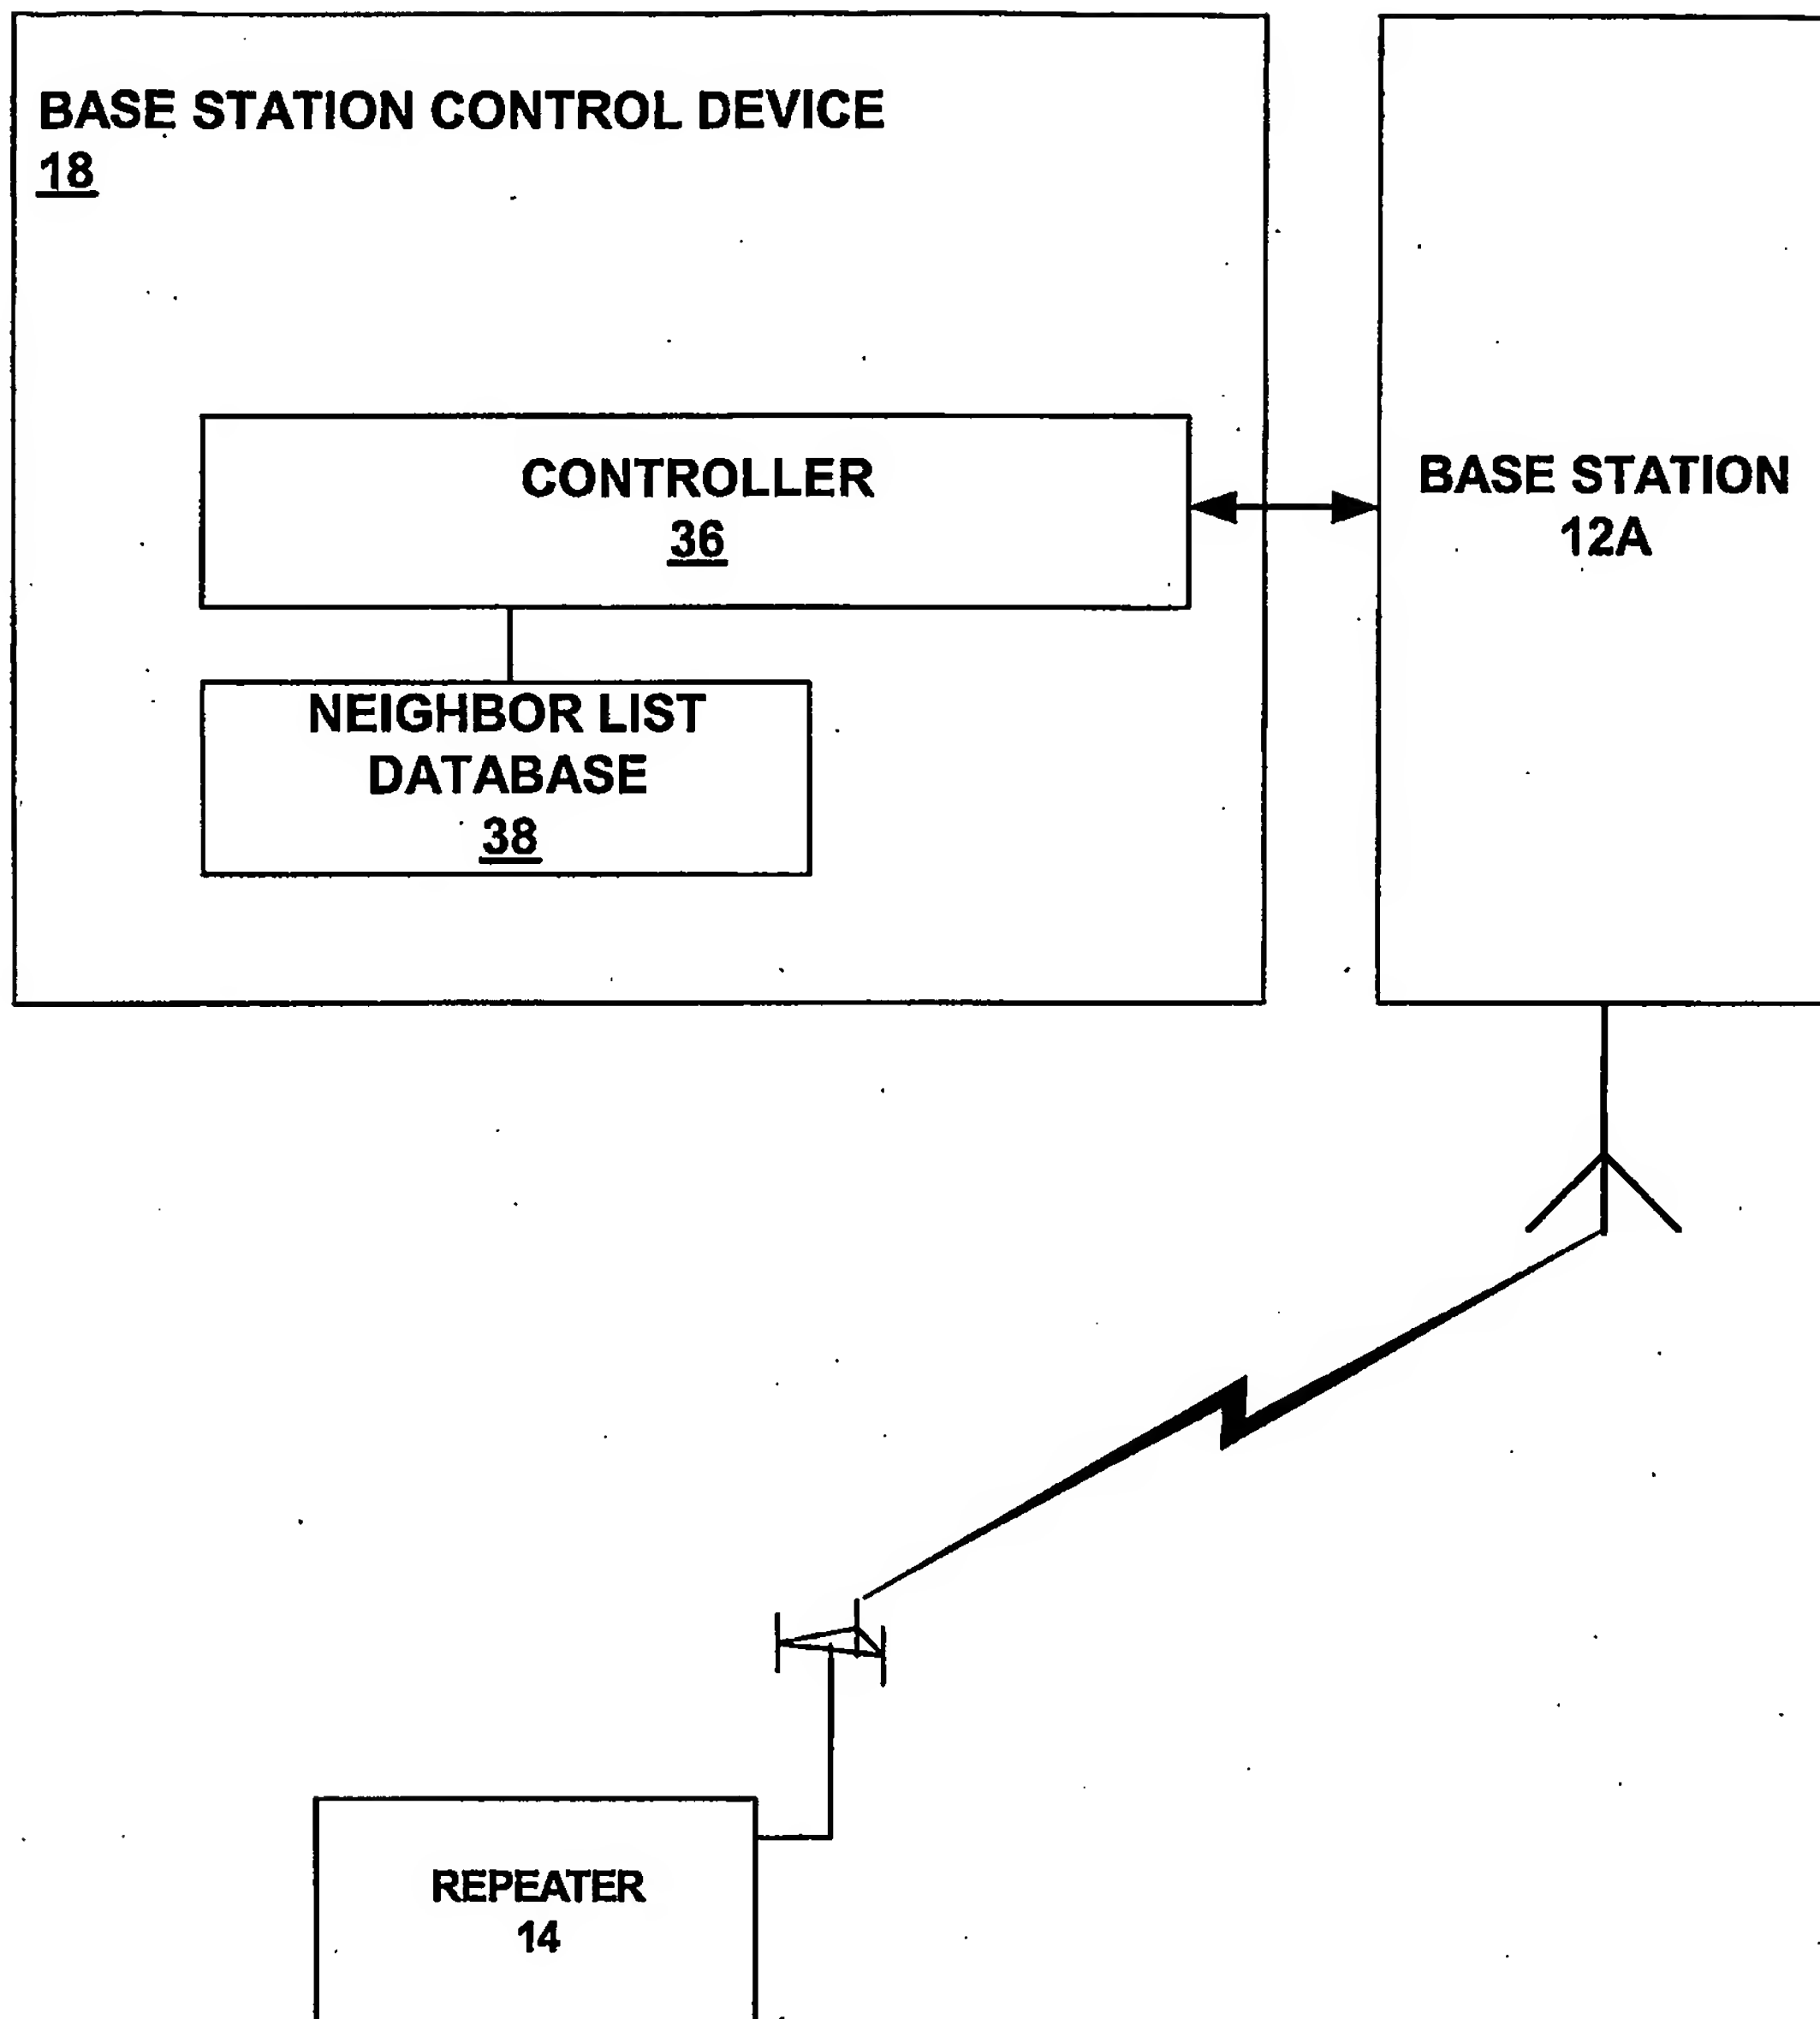 BASE STATION CONTROL DEVICE
18
CONTROLLER
36
BASE STATION
12A
NEIGHBOR LIST
DATABASE
38
REPEATER
14